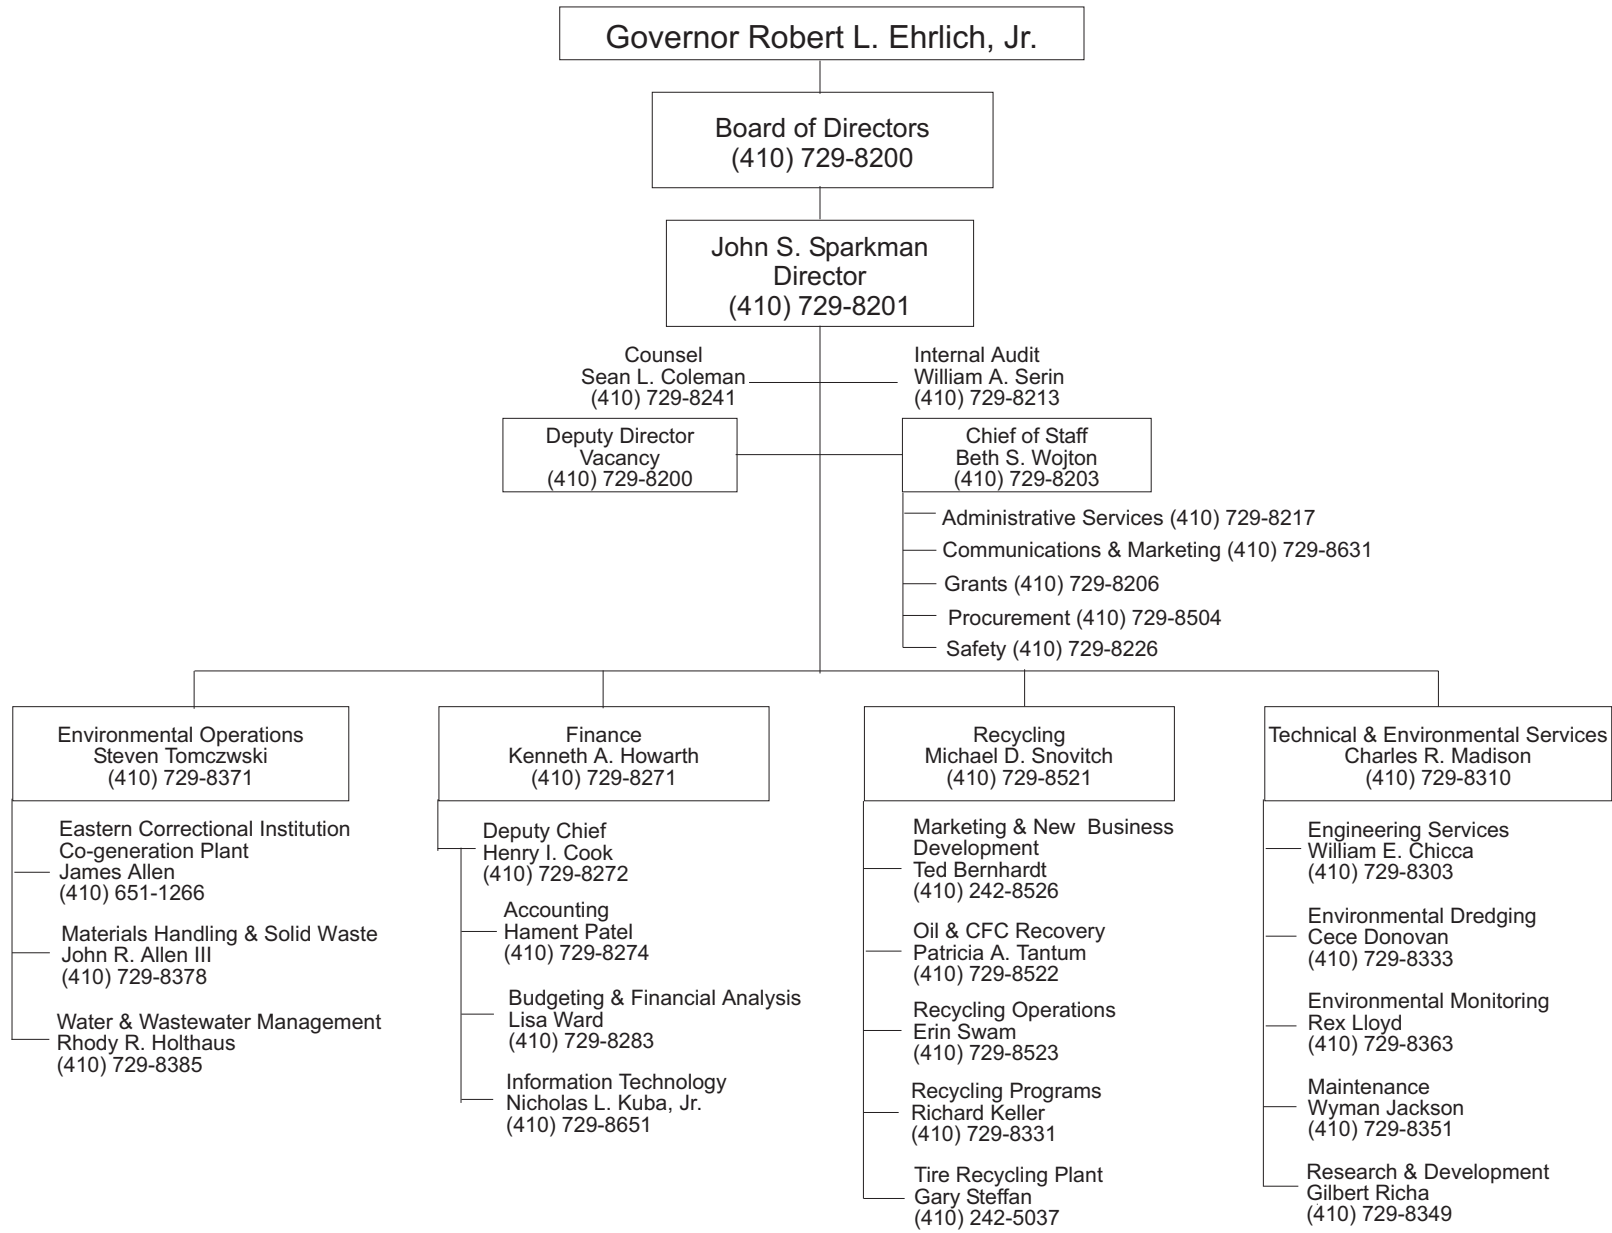 Governor Robert L. Ehrlich, Jr.
Board of Directors
(410) 729-8200
John S. Sparkman
Director
(410) 729-8201
Counsel
Sean L. Coleman
(410) 729-8241
Internal Audit
William A. Serin
(410) 729-8213
Deputy Director
Vacancy
(410) 729-8200
Chief of Staff
Beth S. Wojton
(410) 729-8203
Administrative Services (410) 729-8217
Communications & Marketing (410) 729-8631
Grants (410) 729-8206
Procurement (410) 729-8504
Safety (410) 729-8226
Environmental Operations
Steven Tomczwski
(410) 729-8371
Eastern Correctional Institution
Co-generation Plant
James Allen
(410) 651-1266
Materials Handling & Solid Waste
John R. Allen III
(410) 729-8378
Water & Wastewater Management
Rhody R. Holthaus
(410) 729-8385
Finance
Kenneth A. Howarth
(410) 729-8271
Deputy Chief
Henry I. Cook
(410) 729-8272
Accounting
Hament Patel
(410) 729-8274
Budgeting & Financial Analysis
Lisa Ward
(410) 729-8283
Information Technology
Nicholas L. Kuba, Jr.
(410) 729-8651
Recycling
Michael D. Snovitch
(410) 729-8521
Marketing & New Business
Development
Ted Bernhardt
(410) 242-8526
Oil & CFC Recovery
Patricia A. Tantum
(410) 729-8522
Recycling Operations
Erin Swam
(410) 729-8523
Recycling Programs
Richard Keller
(410) 729-8331
Tire Recycling Plant
Gary Steffan
(410) 242-5037
Technical & Environmental Services
Charles R. Madison
(410) 729-8310
Engineering Services
William E. Chicca
(410) 729-8303
Environmental Dredging
Cece Donovan
(410) 729-8333
Environmental Monitoring
Rex Lloyd
(410) 729-8363
Maintenance
Wyman Jackson
(410) 729-8351
Research & Development
Gilbert Richa
(410) 729-8349